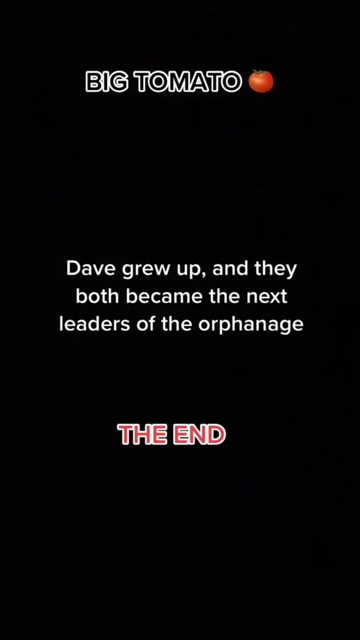 BIG TOMATO 🍅
Dave grew up, and they
both became the next
leaders of the orphanage
THE END